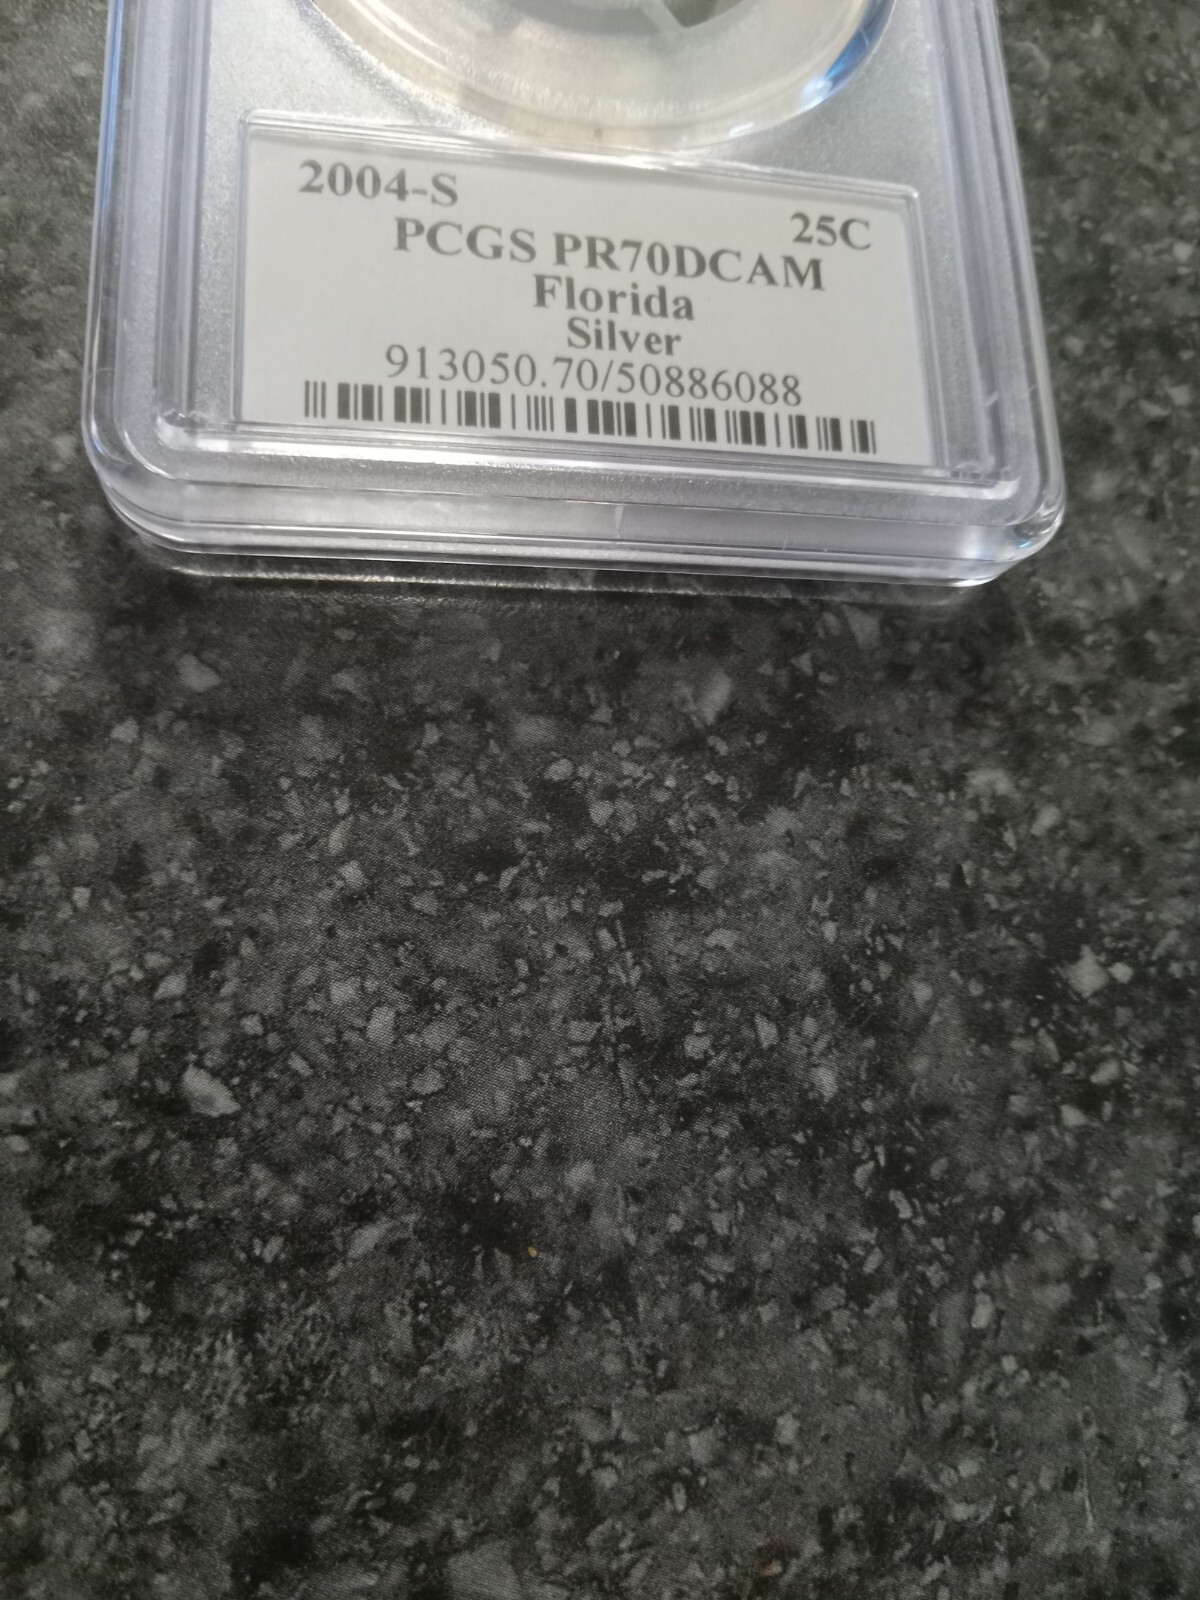 2004-S
25C
PCGS PR70DCAM
Florida
Silver
913050.70/50886088